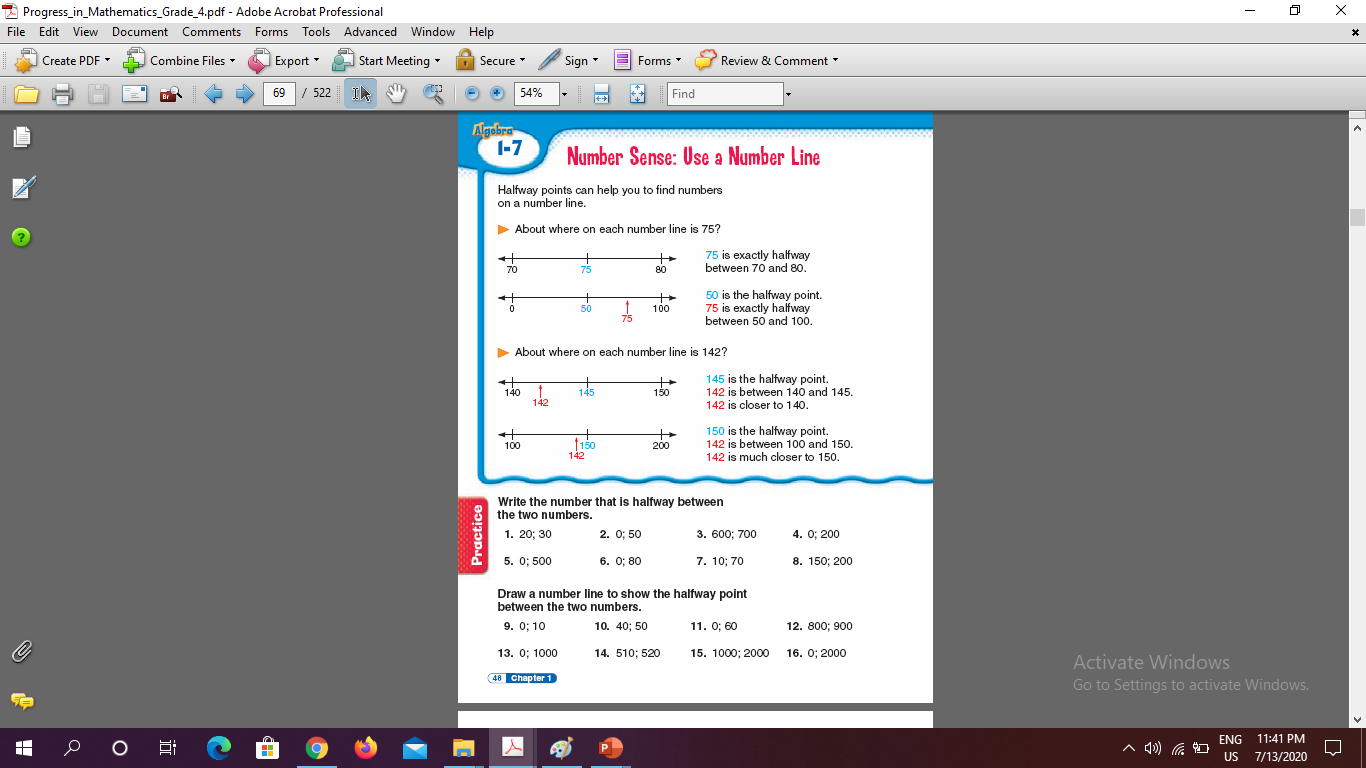 Progress_in_Mathematics_Grade_4.pdf - Adobe Acrobat Professional
File Edit View Document Comments Forms Tools Advanced Window Help
Create PDF Combine Files Export Start Meeting Secure Sign Forms Review & Comment
Br 69 / 522 54% Find
Algebra
1-7
Number Sense: Use a Number Line
Halfway points can help you to find numbers
on a number line.
About where on each number line is 75?
70 75 80
75 is exactly halfway
between 70 and 80.
0 50 100
75
50 is the halfway point.
75 is exactly halfway
between 50 and 100.
About where on each number line is 142?
140 145 150
142
145 is the halfway point.
142 is between 140 and 145.
142 is closer to 140.
100 150 200
142
150 is the halfway point.
142 is between 100 and 150.
142 is much closer to 150.
Practice
Write the number that is halfway between
the two numbers.
1. 20; 30 2. 0; 50 3. 600; 700 4. 0; 200
5. 0; 500 6. 0; 80 7. 10; 70 8. 150; 200
Draw a number line to show the halfway point
between the two numbers.
9. 0; 10 10. 40; 50 11. 0; 60 12. 800; 900
13. 0; 1000 14. 510; 520 15. 1000; 2000 16. 0; 2000
48 Chapter 1
Activate Windows
Go to Settings to activate Windows.
ENG 11:41 PM
US 7/13/2020